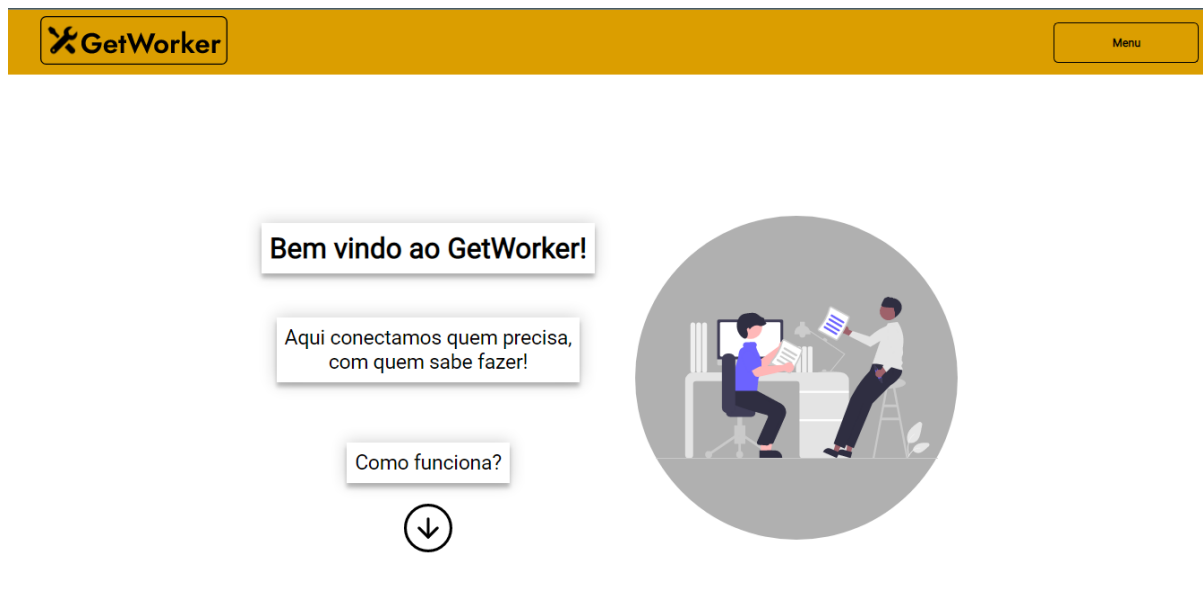 GetWorker
Menu
Bem vindo ao GetWorker!
Aqui conectamos quem precisa,
com quem sabe fazer!
Como funciona?